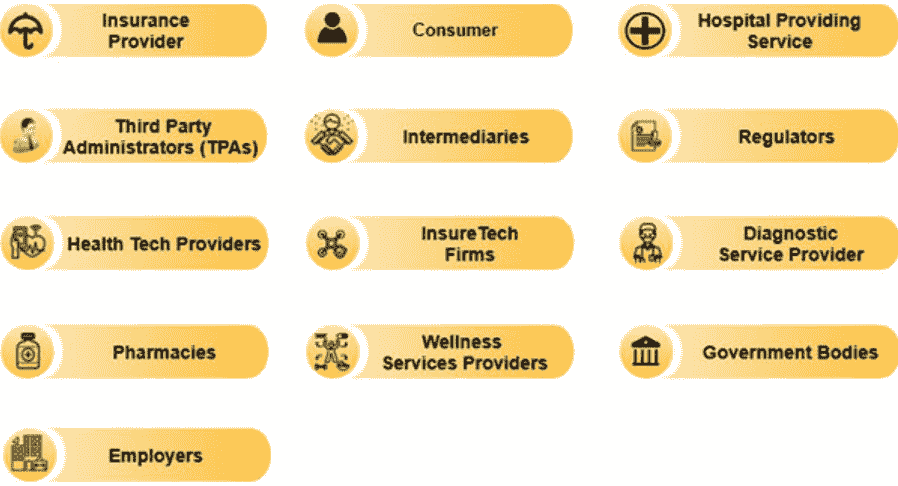 Insurance
Provider
Consumer
Hospital Providing
Service
Third Party
Administrators (TPAs)
Intermediaries
Regulators
Health Tech Providers
InsureTech
Firms
Diagnostic
Service Provider
Pharmacies
Wellness
Services Providers
Government Bodies
Employers